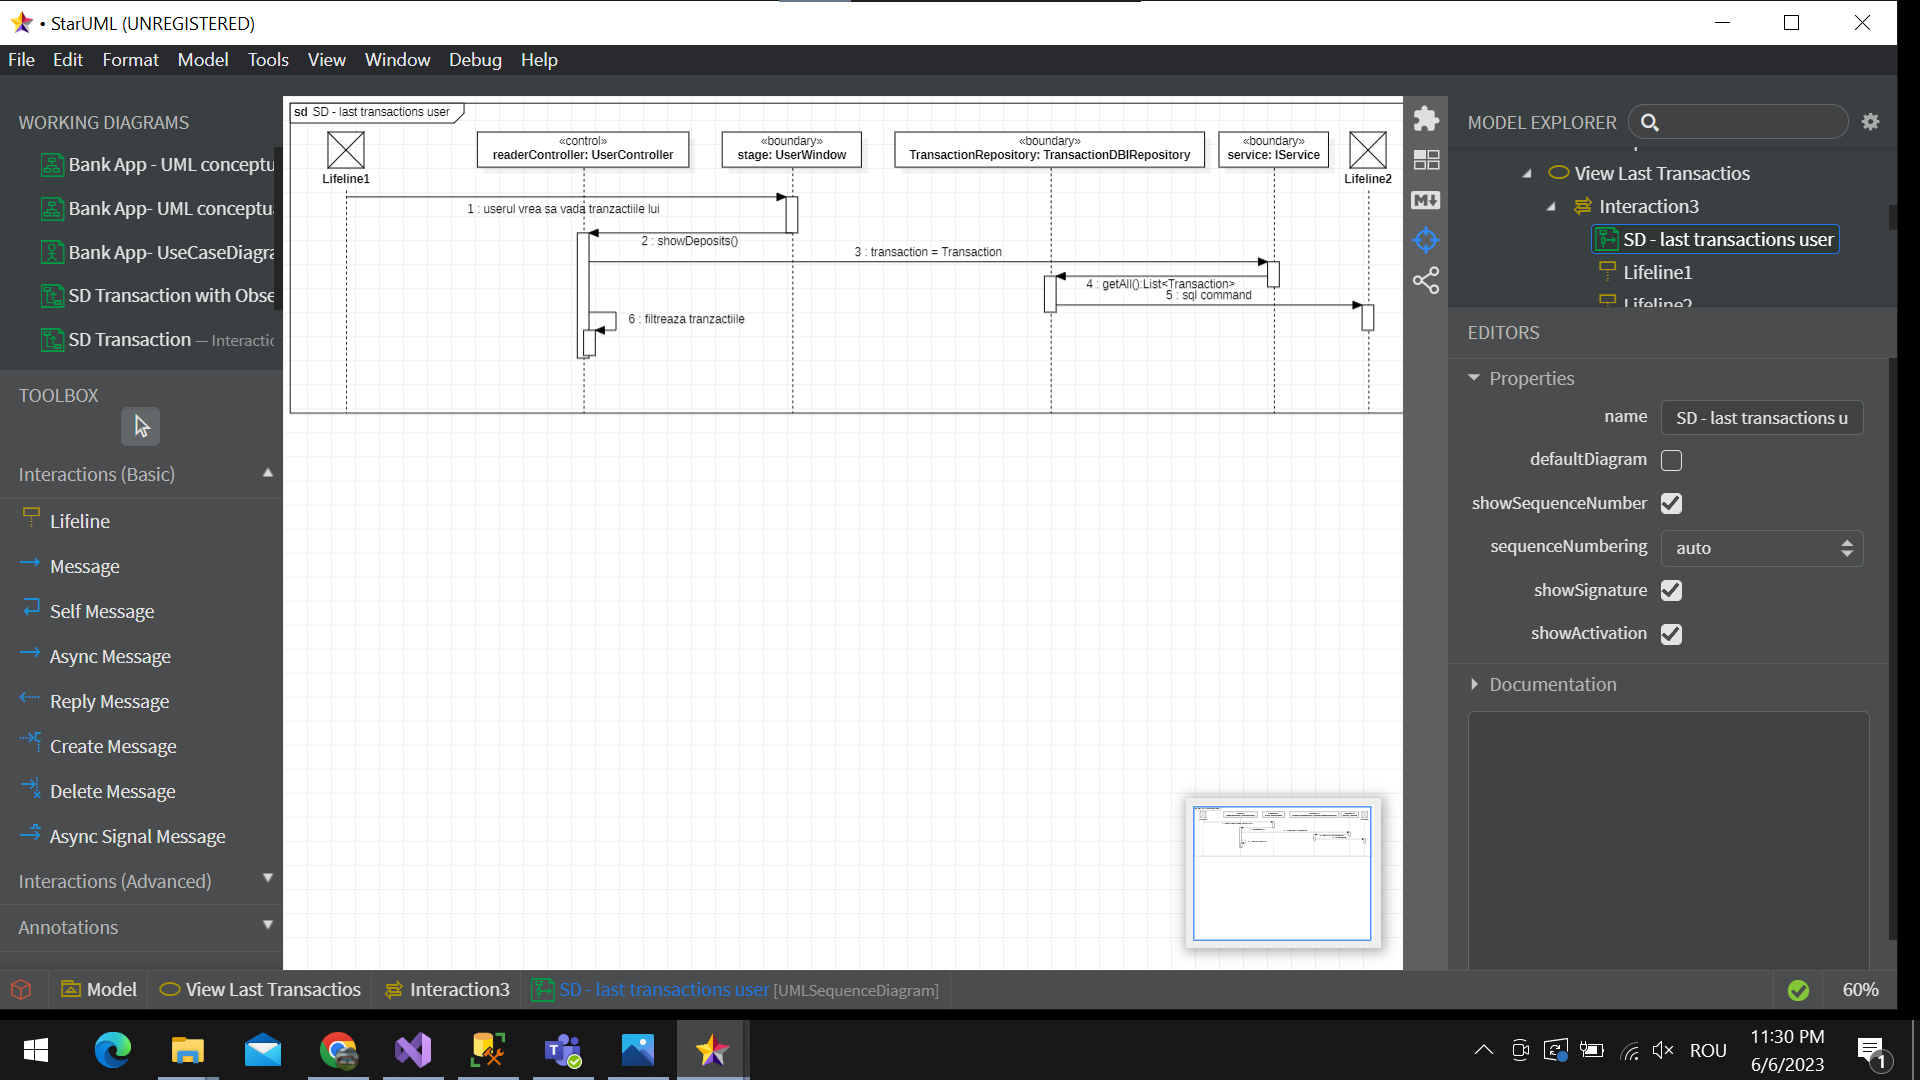 • StarUML (UNREGISTERED)
File Edit Format Model Tools View Window Debug Help
WORKING DIAGRAMS
Bank App - UML conceptu
Bank App- UML conceptua
Bank App- UseCaseDiagra
SD Transaction with Obse
SD Transaction — Interactic
TOOLBOX
Interactions (Basic)
Lifeline
Message
Self Message
Async Message
Reply Message
Create Message
Delete Message
Async Signal Message
Interactions (Advanced)
Annotations
sd SD - last transactions user
Lifeline1
«control»
readerController: UserController
«boundary»
stage: UserWindow
«boundary»
TransactionRepository: TransactionDBIRepository
«boundary»
service: IService
Lifeline2
1 : userul vrea sa vada tranzactiile lui
2 : showDeposits()
3 : transaction = Transaction
4 : getAll():List<Transaction>
5 : sql command
6 : filtreaza tranzactiile
MODEL EXPLORER
View Last Transactios
Interaction3
SD - last transactions user
Lifeline1
Lifeline2
EDITORS
Properties
name SD - last transactions u
defaultDiagram
showSequenceNumber
sequenceNumbering auto
showSignature
showActivation
Documentation
Model View Last Transactios Interaction3 SD - last transactions user [UMLSequenceDiagram] 60%
ROU
11:30 PM
6/6/2023
1